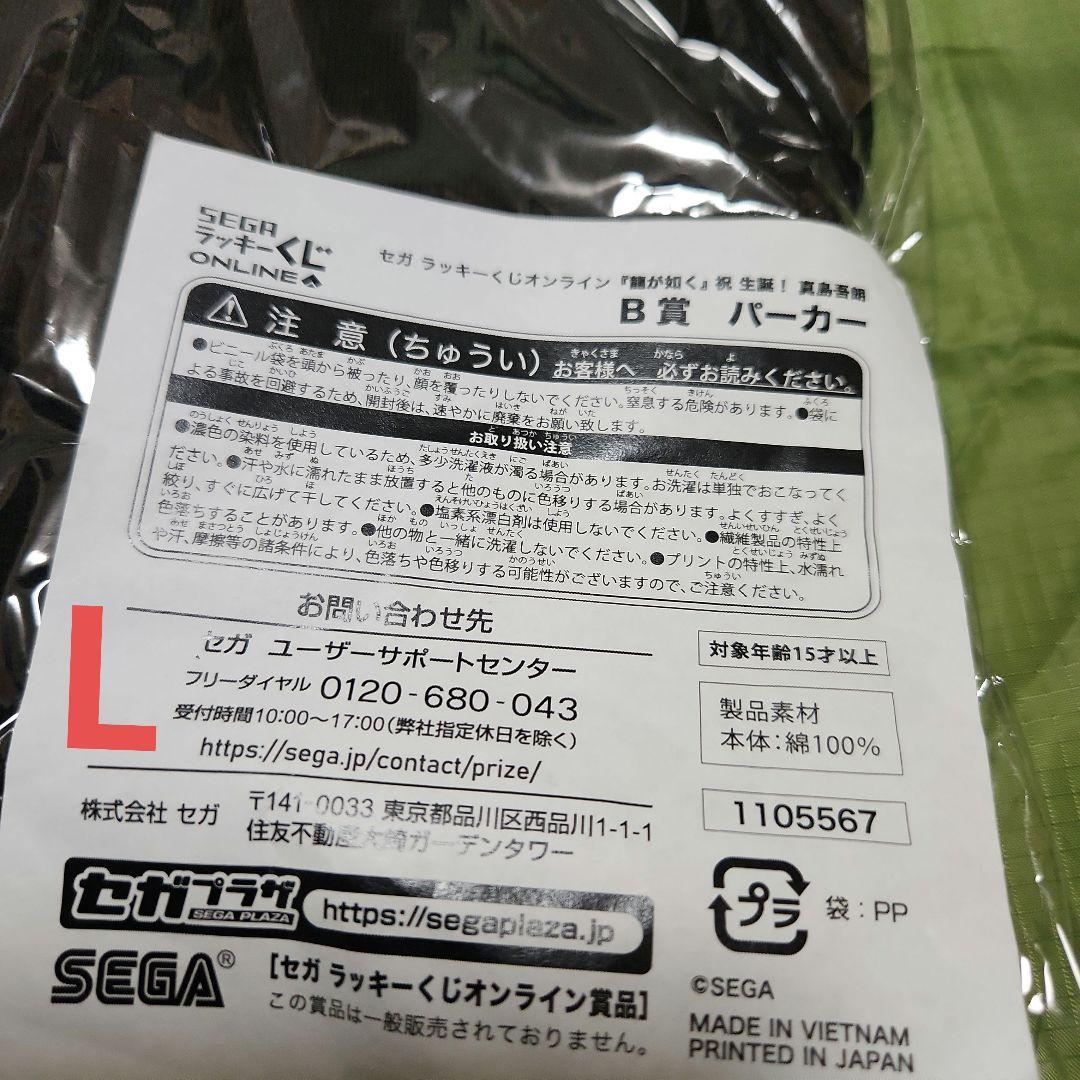 SEGA
ラッキーくじ
ONLINE
セガ ラッキーくじオンライン『龍が如く』祝 生誕！ 真島吾朗
B賞 パーカー
注 意（ちゅうい）お客様へ 必ずお読みください。
●ビニール袋を頭から被ったり、顔を覆ったりしないでください。窒息する危険があります。●袋に
よる事故を回避するため、開封後は、速やかに廃棄をお願い致します。
お取り扱い注意
●濃色の染料を使用しているため、多少洗濯液が濁る場合があります。お洗濯は単独でおこなってく
ださい。●汗や水に濡れたまま放置すると他のものに色移りする場合があります。よくすすぎ、よく
絞り、すぐに広げて干してください。●塩素系漂白剤は使用しないでください。●繊維製品の特性上
色落ちすることがあります。●他の物と一緒に洗濯しないでください。●プリントの特性上、水濡れ
や汗、摩擦等の諸条件により、色落ちや色移りする可能性がございますので、ご注意ください。
お問い合わせ先
セガ ユーザーサポートセンター
フリーダイヤル 0120-680-043
受付時間10:00～17:00（弊社指定休日を除く）
https://sega.jp/contact/prize/
L
対象年齢15才以上
製品素材
本体：綿100%
1105567
株式会社 セガ
〒141-0033 東京都品川区西品川1-1-1
住友不動産大崎ガーデンタワー
セガプラザ
SEGA PLAZA
https://segaplaza.jp
プラ
袋：PP
SEGA®
［セガ ラッキーくじオンライン賞品］
この賞品は一般販売されておりません。
©SEGA
MADE IN VIETNAM
PRINTED IN JAPAN